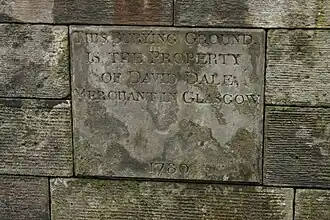 THIS BURYING GROUND
IS THE PROPERTY
OF DAVID DALE,
MERCHANT IN GLASGOW
1780